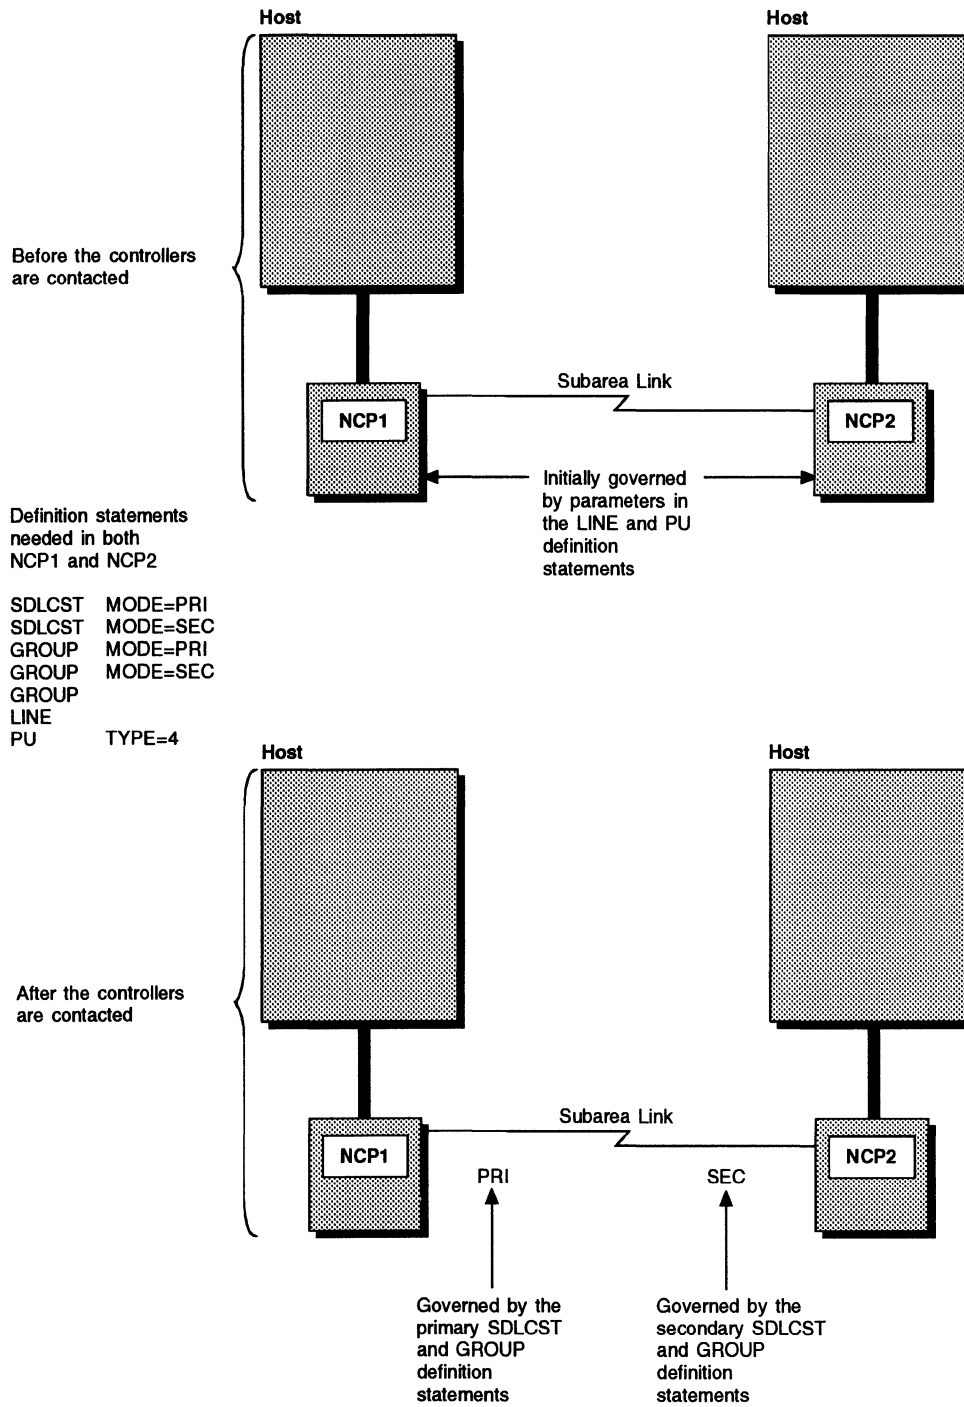 Host
Host
Before the controllers
are contacted
Subarea Link
NCP1
NCP2
Initially governed
by parameters in
the LINE and PU
definition
statements
Definition statements
needed in both
NCP1 and NCP2
SDLCST MODE=PRI
SDLCST MODE=SEC
GROUP MODE=PRI
GROUP MODE=SEC
GROUP
LINE
PU TYPE=4
Host
Host
After the controllers
are contacted
Subarea Link
NCP1
NCP2
PRI
SEC
Governed by the
primary SDLCST
and GROUP
definition
statements
Governed by the
secondary SDLCST
and GROUP
definition
statements